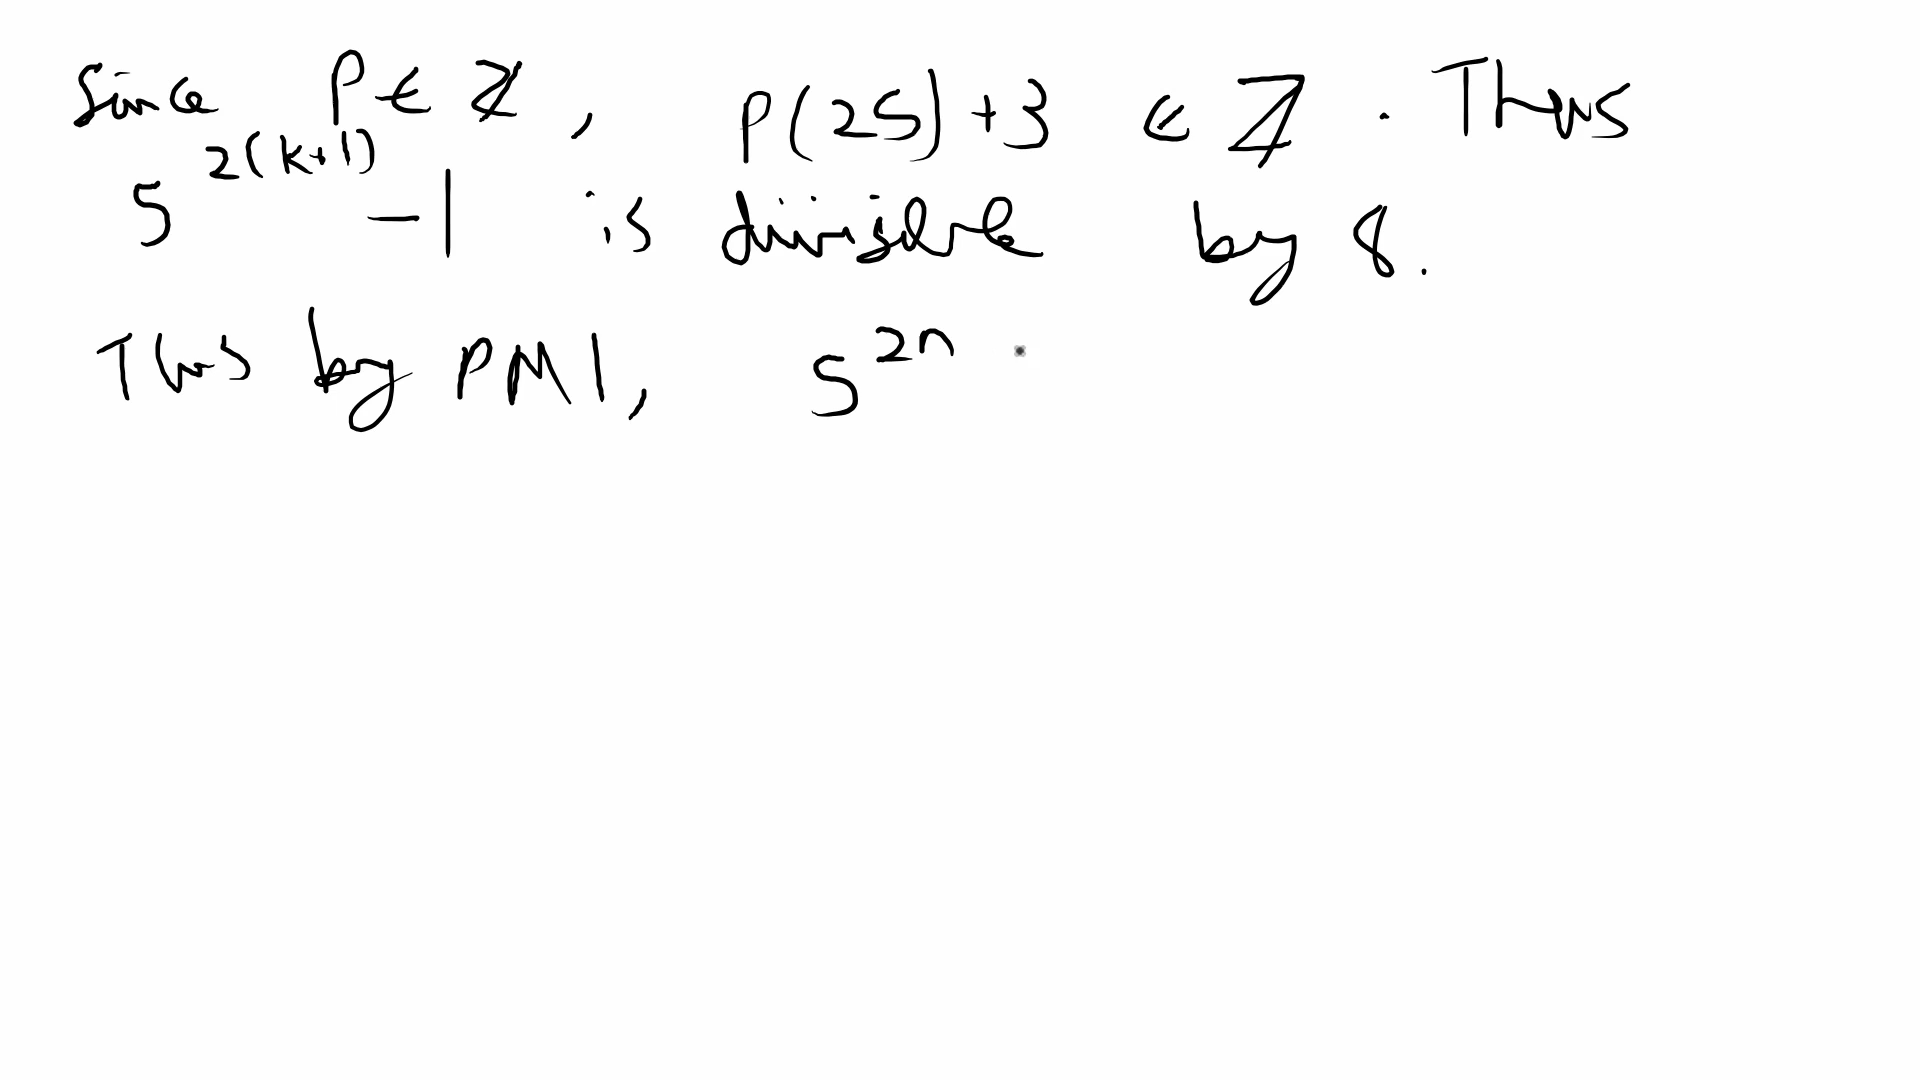 Since P ∈ ℤ, P(25)+3 ∈ ℤ. Thus
5^{2(k+1)} -1 is divisible by 8.
Thus by PMI, 5^{2n}